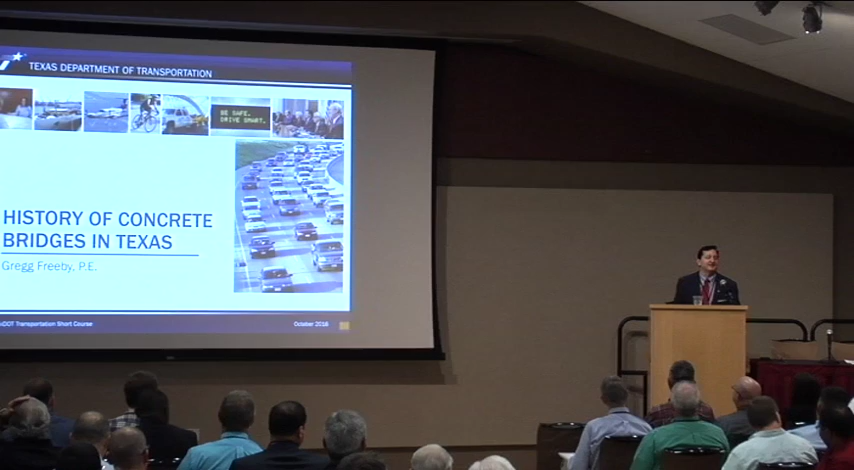 TEXAS DEPARTMENT OF TRANSPORTATION
BE SAFE.
DRIVE SMART.
HISTORY OF CONCRETE
BRIDGES IN TEXAS
Gregg Freeby, P.E.
Transportation Short Course
October 2018